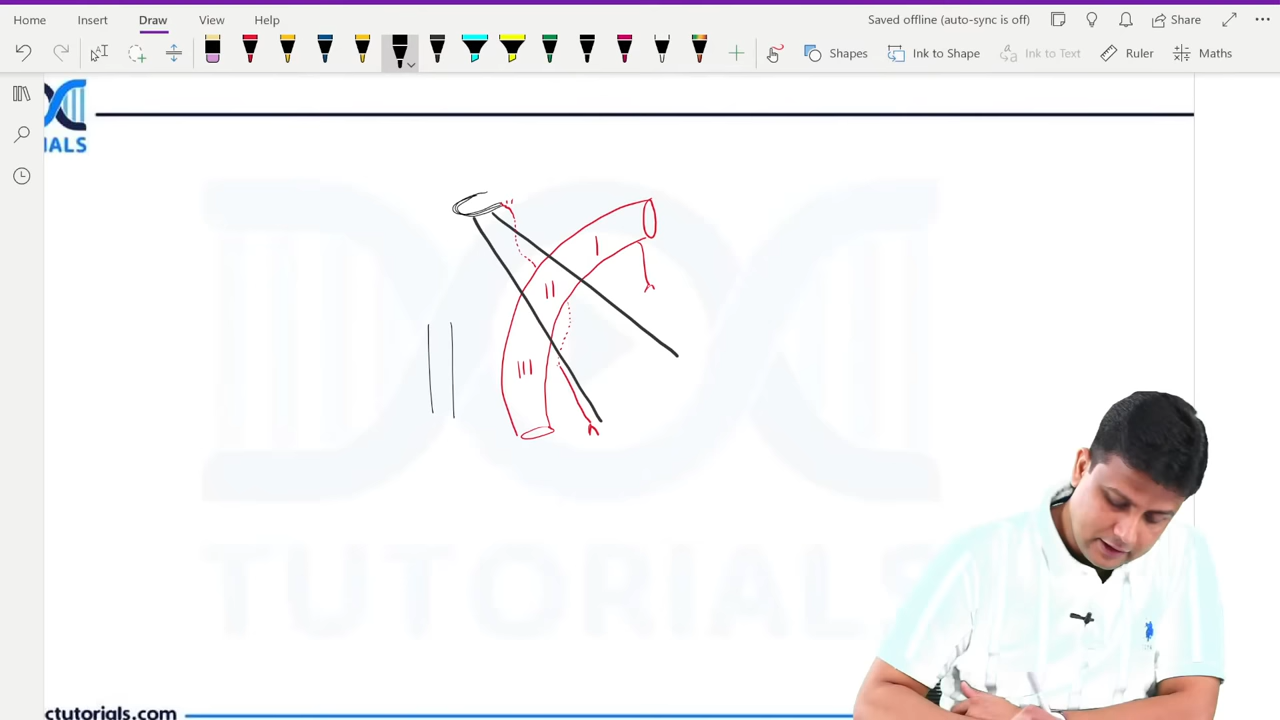 Home Insert Draw View Help Saved offline (auto-sync is off) Share
Ink to Shape Ink to Text Ruler Maths Shapes
IALS
I
II
III
TUTORIALS
ctutorials.com